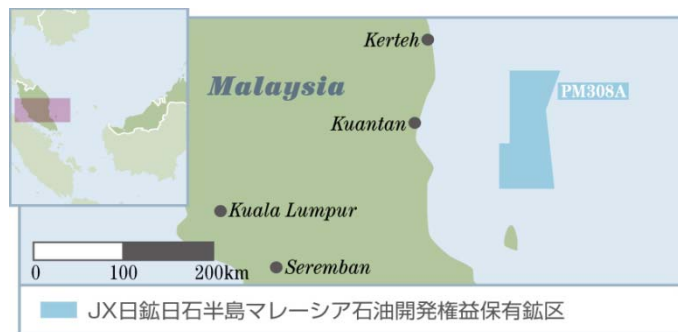 Kerteh
Malaysia
PM308A
Kuantan
Kuala Lumpur
Seremban
0 100 200km
JX日鉱日石半島マレーシア石油開発権益保有鉱区